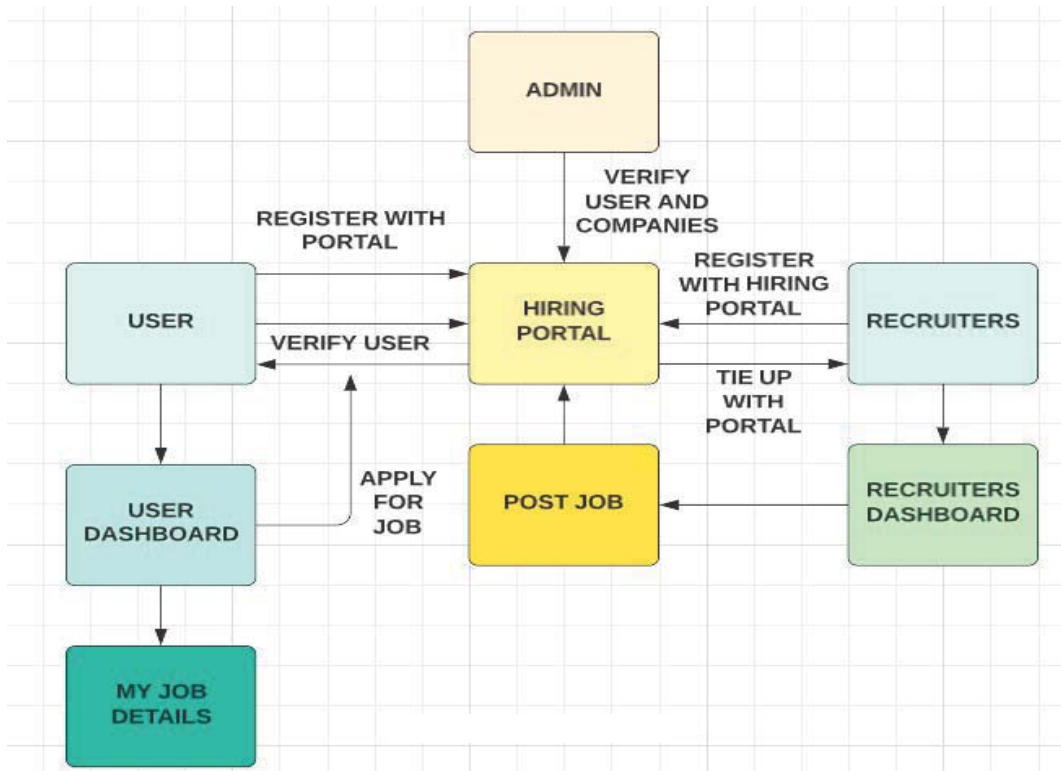 ADMIN
VERIFY
USER AND
COMPANIES
REGISTER WITH
PORTAL
REGISTER
WITH HIRING
PORTAL
USER
HIRING
PORTAL
RECRUITERS
VERIFY USER
TIE UP
WITH
PORTAL
APPLY
FOR
JOB
USER
DASHBOARD
POST JOB
RECRUITERS
DASHBOARD
MY JOB
DETAILS